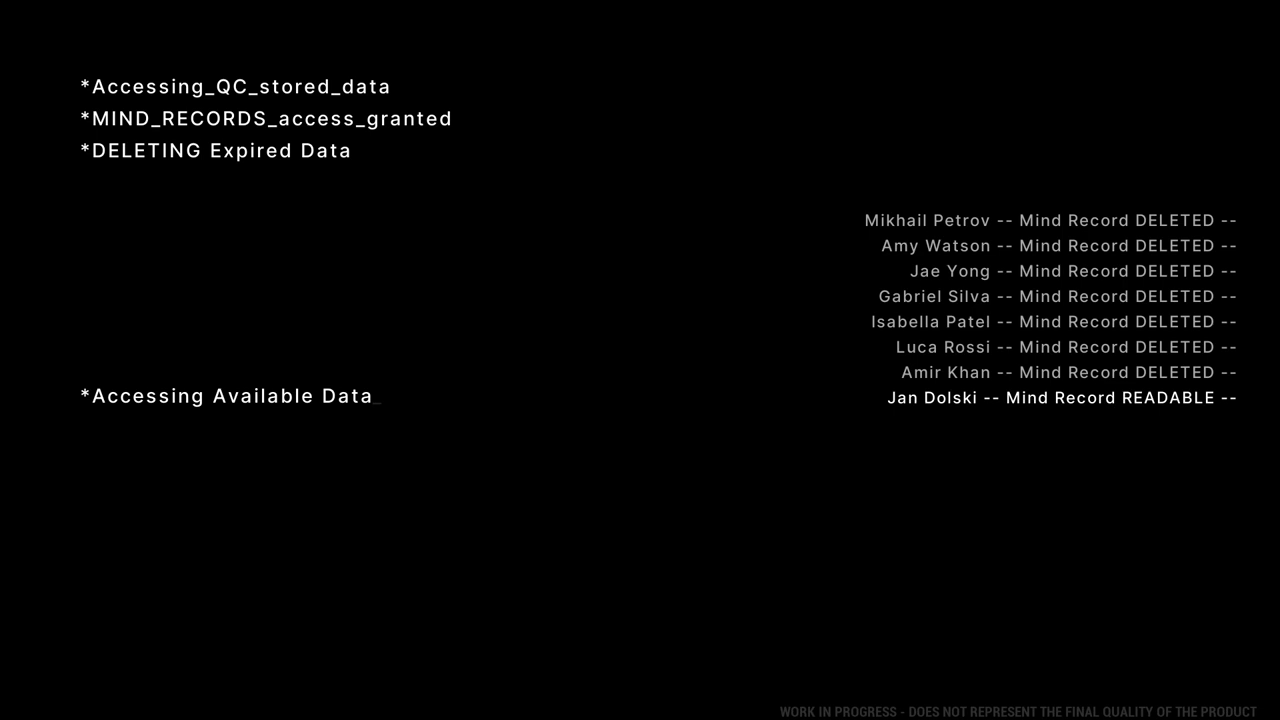 *Accessing_QC_stored_data
*MIND_RECORDS_access_granted
*DELETING Expired Data
Mikhail Petrov -- Mind Record DELETED --
Amy Watson -- Mind Record DELETED --
Jae Yong -- Mind Record DELETED --
Gabriel Silva -- Mind Record DELETED --
Isabella Patel -- Mind Record DELETED --
Luca Rossi -- Mind Record DELETED --
Amir Khan -- Mind Record DELETED --
*Accessing Available Data_
Jan Dolski -- Mind Record READABLE --
WORK IN PROGRESS - DOES NOT REPRESENT THE FINAL QUALITY OF THE PRODUCT